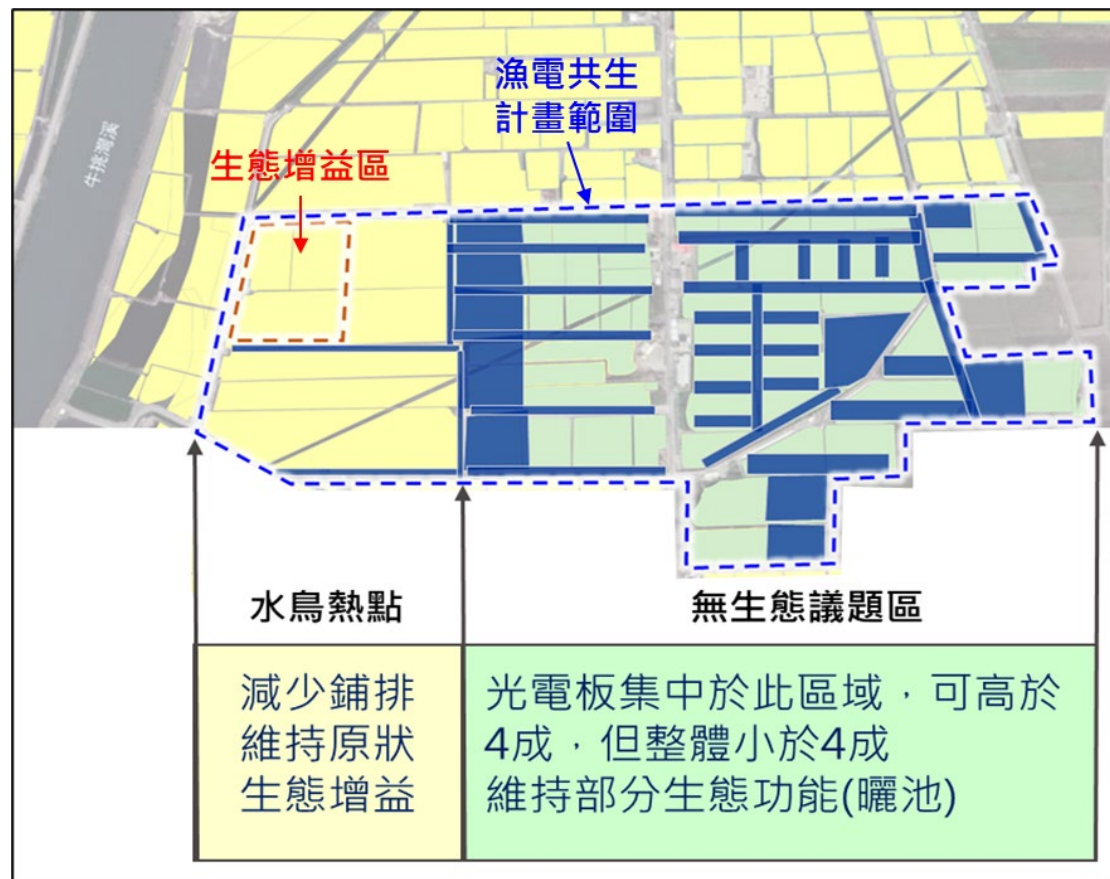 漁電共生
計畫範圍
生態增益區
牛挑灣溪
水鳥熱點
無生態議題區
減少鋪排
維持原狀
生態增益
光電板集中於此區域，可高於
4成，但整體小於4成
維持部分生態功能(曬池)